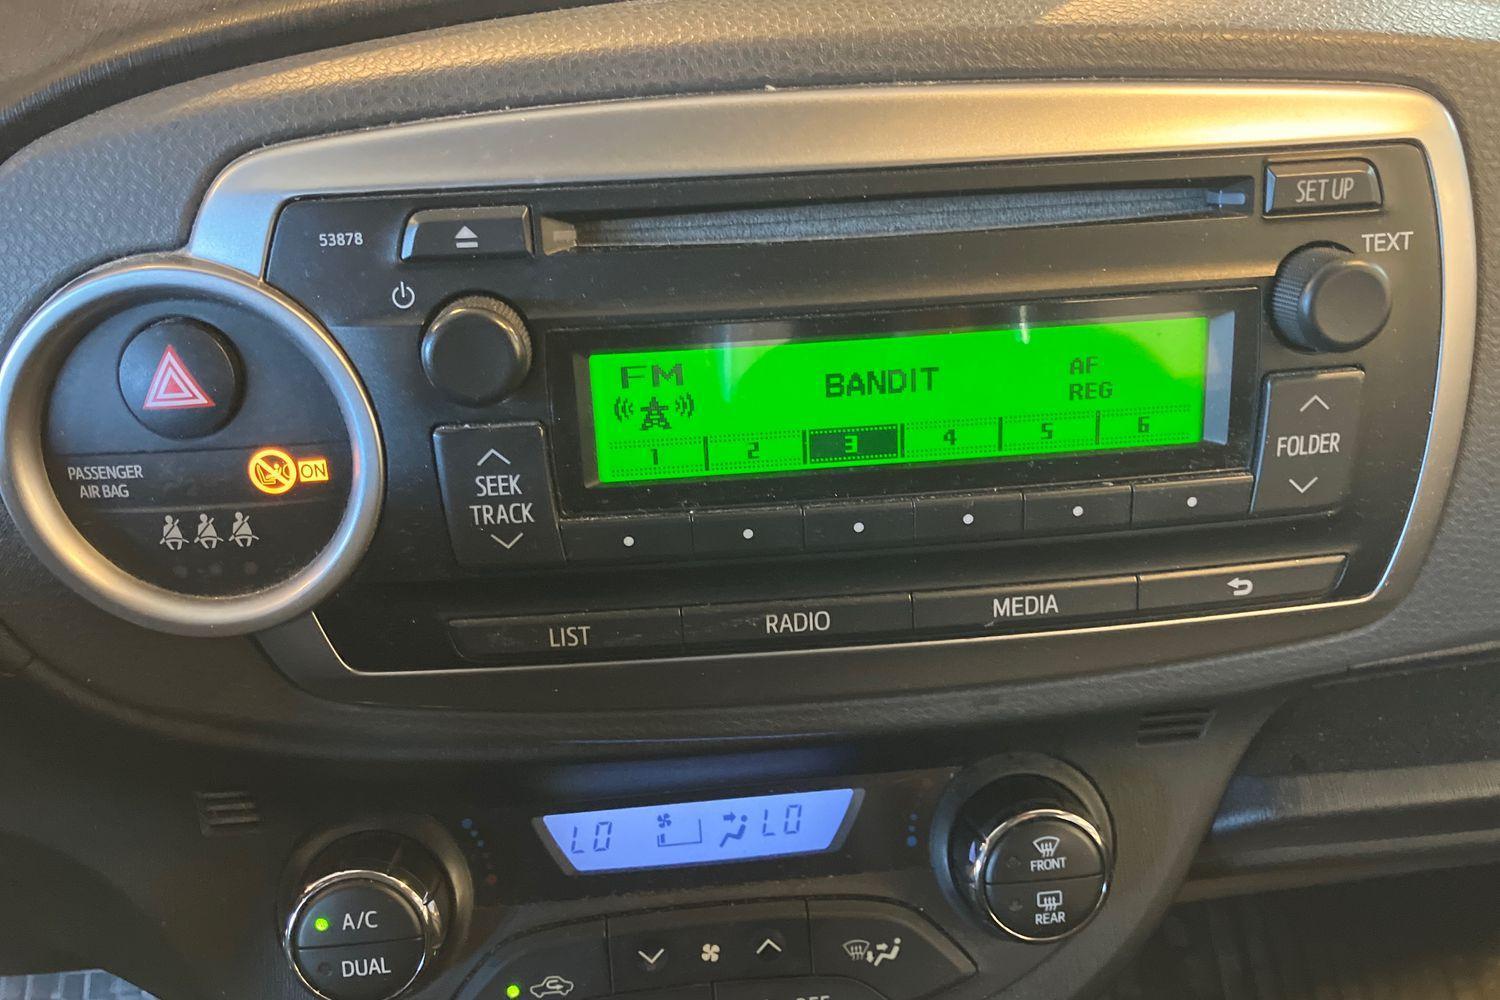 53878
SET UP
TEXT
FM
BANDIT
AF
REG
1 2 3 4 5 6
SEEK
TRACK
FOLDER
PASSENGER
AIR BAG
ON
LIST
RADIO
MEDIA
LO
LO
A/C
DUAL
FRONT
REAR